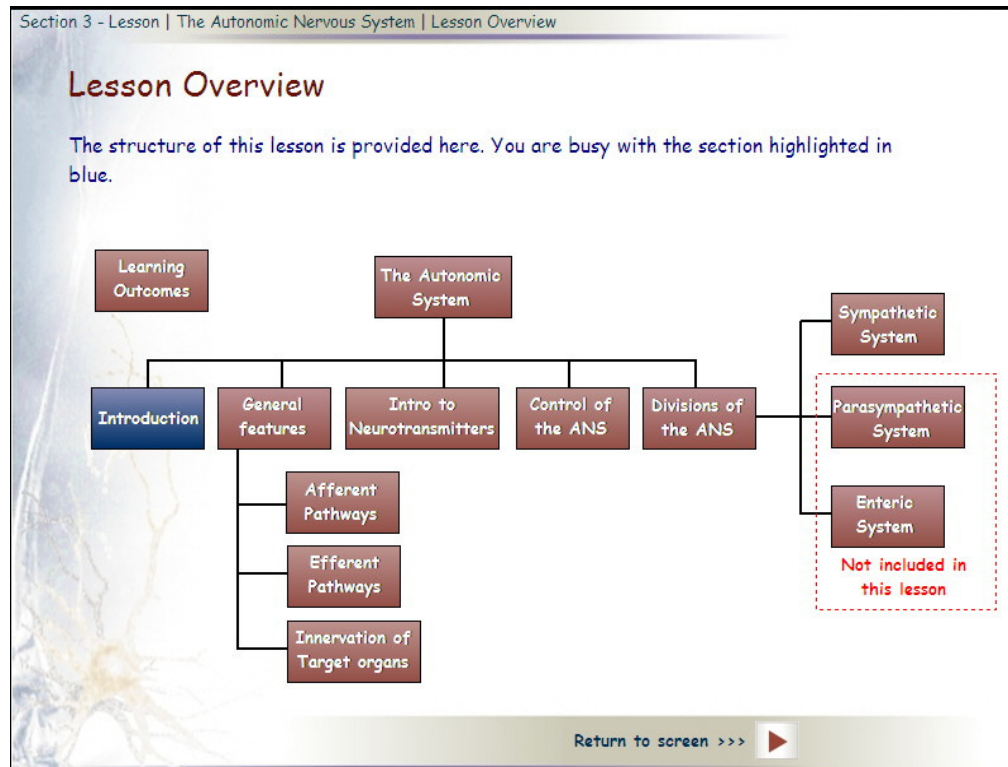 Section 3 - Lesson | The Autonomic Nervous System | Lesson Overview
Lesson Overview
The structure of this lesson is provided here. You are busy with the section highlighted in
blue.
Learning
Outcomes
The Autonomic
System
Introduction
General
features
Intro to
Neurotransmitters
Control of
the ANS
Divisions of
the ANS
Sympathetic
System
Parasympathetic
System
Enteric
System
Not included in
this lesson
Afferent
Pathways
Efferent
Pathways
Innervation of
Target organs
Return to screen >>>